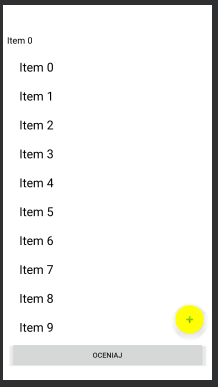 Item 0
Item 0
Item 1
Item 2
Item 3
Item 4
Item 5
Item 6
Item 7
Item 8
Item 9
+
OCENIAJ